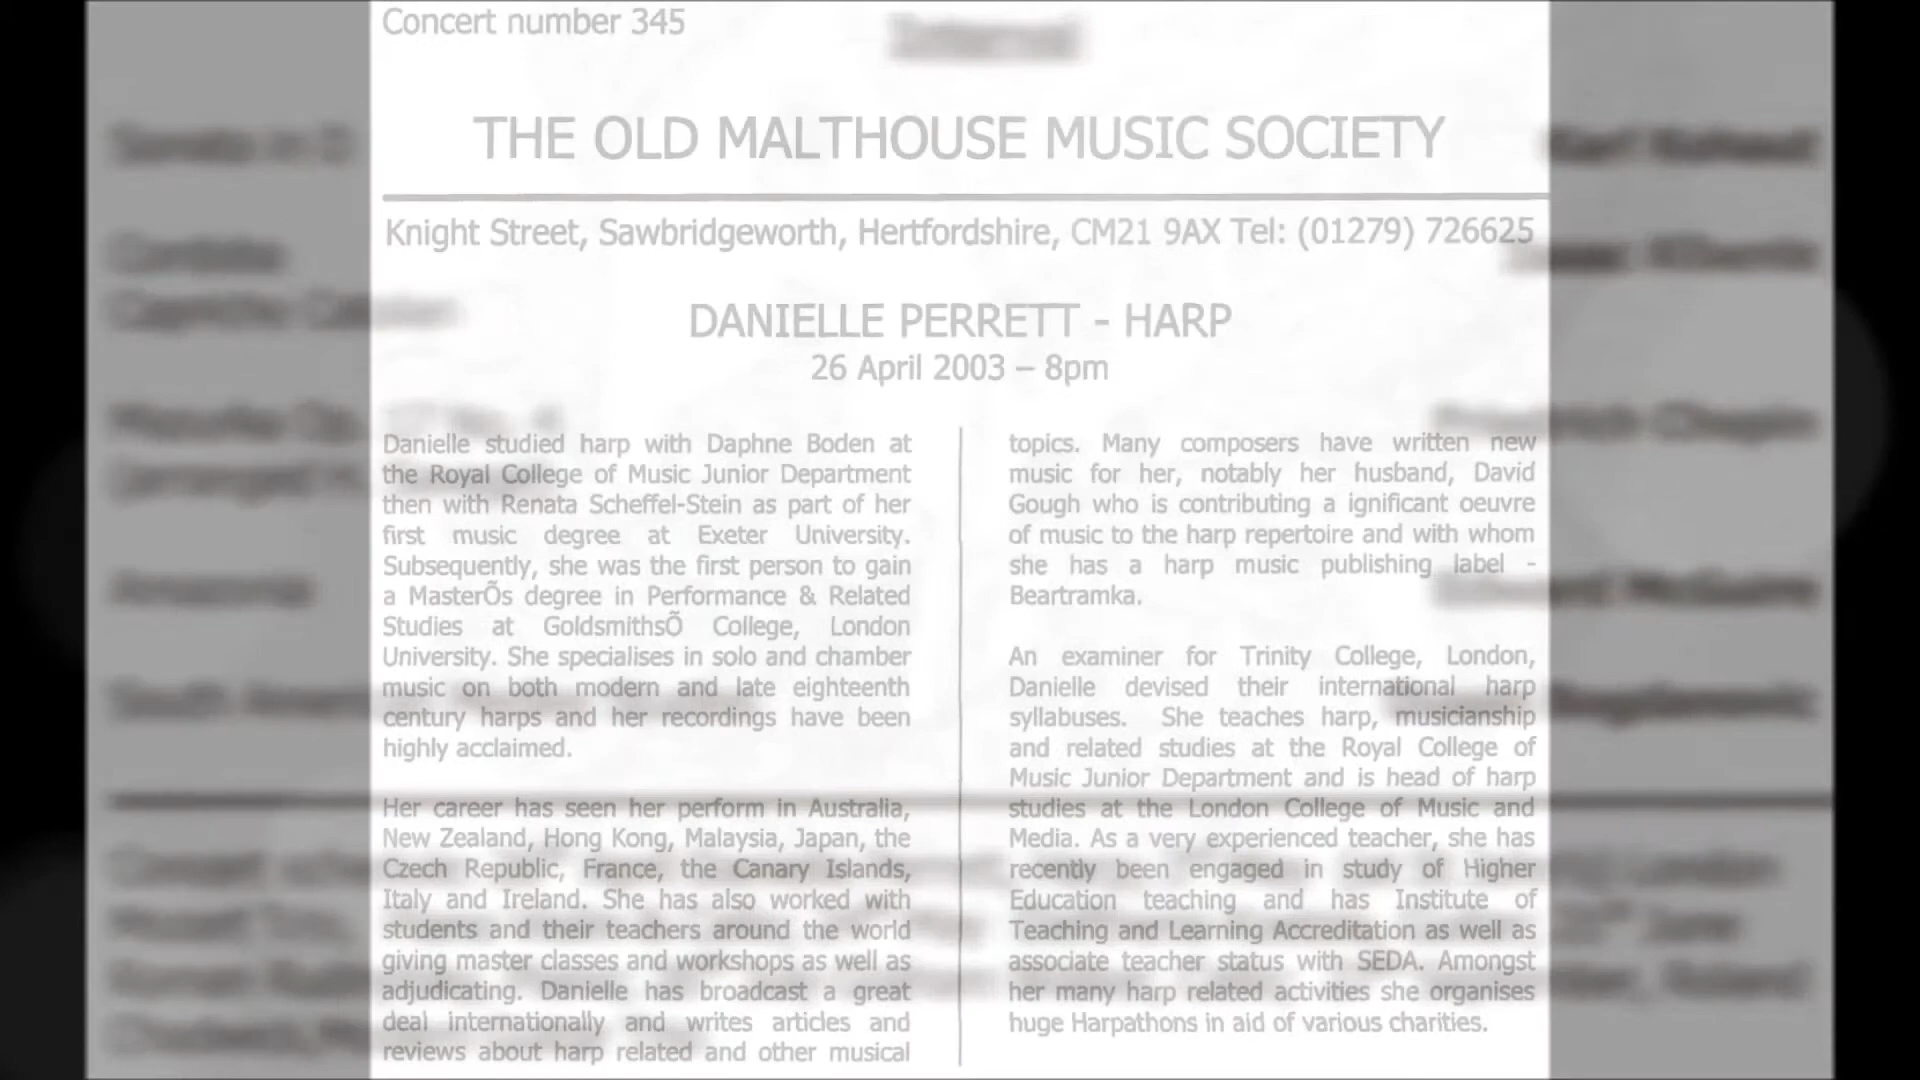 Concert number 345
Interval
THE OLD MALTHOUSE MUSIC SOCIETY
Knight Street, Sawbridgeworth, Hertfordshire, CM21 9AX Tel: (01279) 726625
DANIELLE PERRETT - HARP
26 April 2003 – 8pm
Danielle studied harp with Daphne Boden at
the Royal College of Music Junior Department
then with Renata Scheffel-Stein as part of her
first music degree at Exeter University.
Subsequently, she was the first person to gain
a MasterÕs degree in Performance & Related
Studies at GoldsmithsÕ College, London
University. She specialises in solo and chamber
music on both modern and late eighteenth
century harps and her recordings have been
highly acclaimed.
Her career has seen her perform in Australia,
New Zealand, Hong Kong, Malaysia, Japan, the
Czech Republic, France, the Canary Islands,
Italy and Ireland. She has also worked with
students and their teachers around the world
giving master classes and workshops as well as
adjudicating. Danielle has broadcast a great
deal internationally and writes articles and
reviews about harp related and other musical
topics. Many composers have written new
music for her, notably her husband, David
Gough who is contributing a ignificant oeuvre
of music to the harp repertoire and with whom
she has a harp music publishing label -
Beartramka.
An examiner for Trinity College, London,
Danielle devised their international harp
syllabuses. She teaches harp, musicianship
and related studies at the Royal College of
Music Junior Department and is head of harp
studies at the London College of Music and
Media. As a very experienced teacher, she has
recently been engaged in study of Higher
Education teaching and has Institute of
Teaching and Learning Accreditation as well as
associate teacher status with SEDA. Amongst
her many harp related activities she organises
huge Harpathons in aid of various charities.
Sonata in D
Cordoba
Isaac Albeniz
Frederick Chopin
Amazonia
Edward McGuire